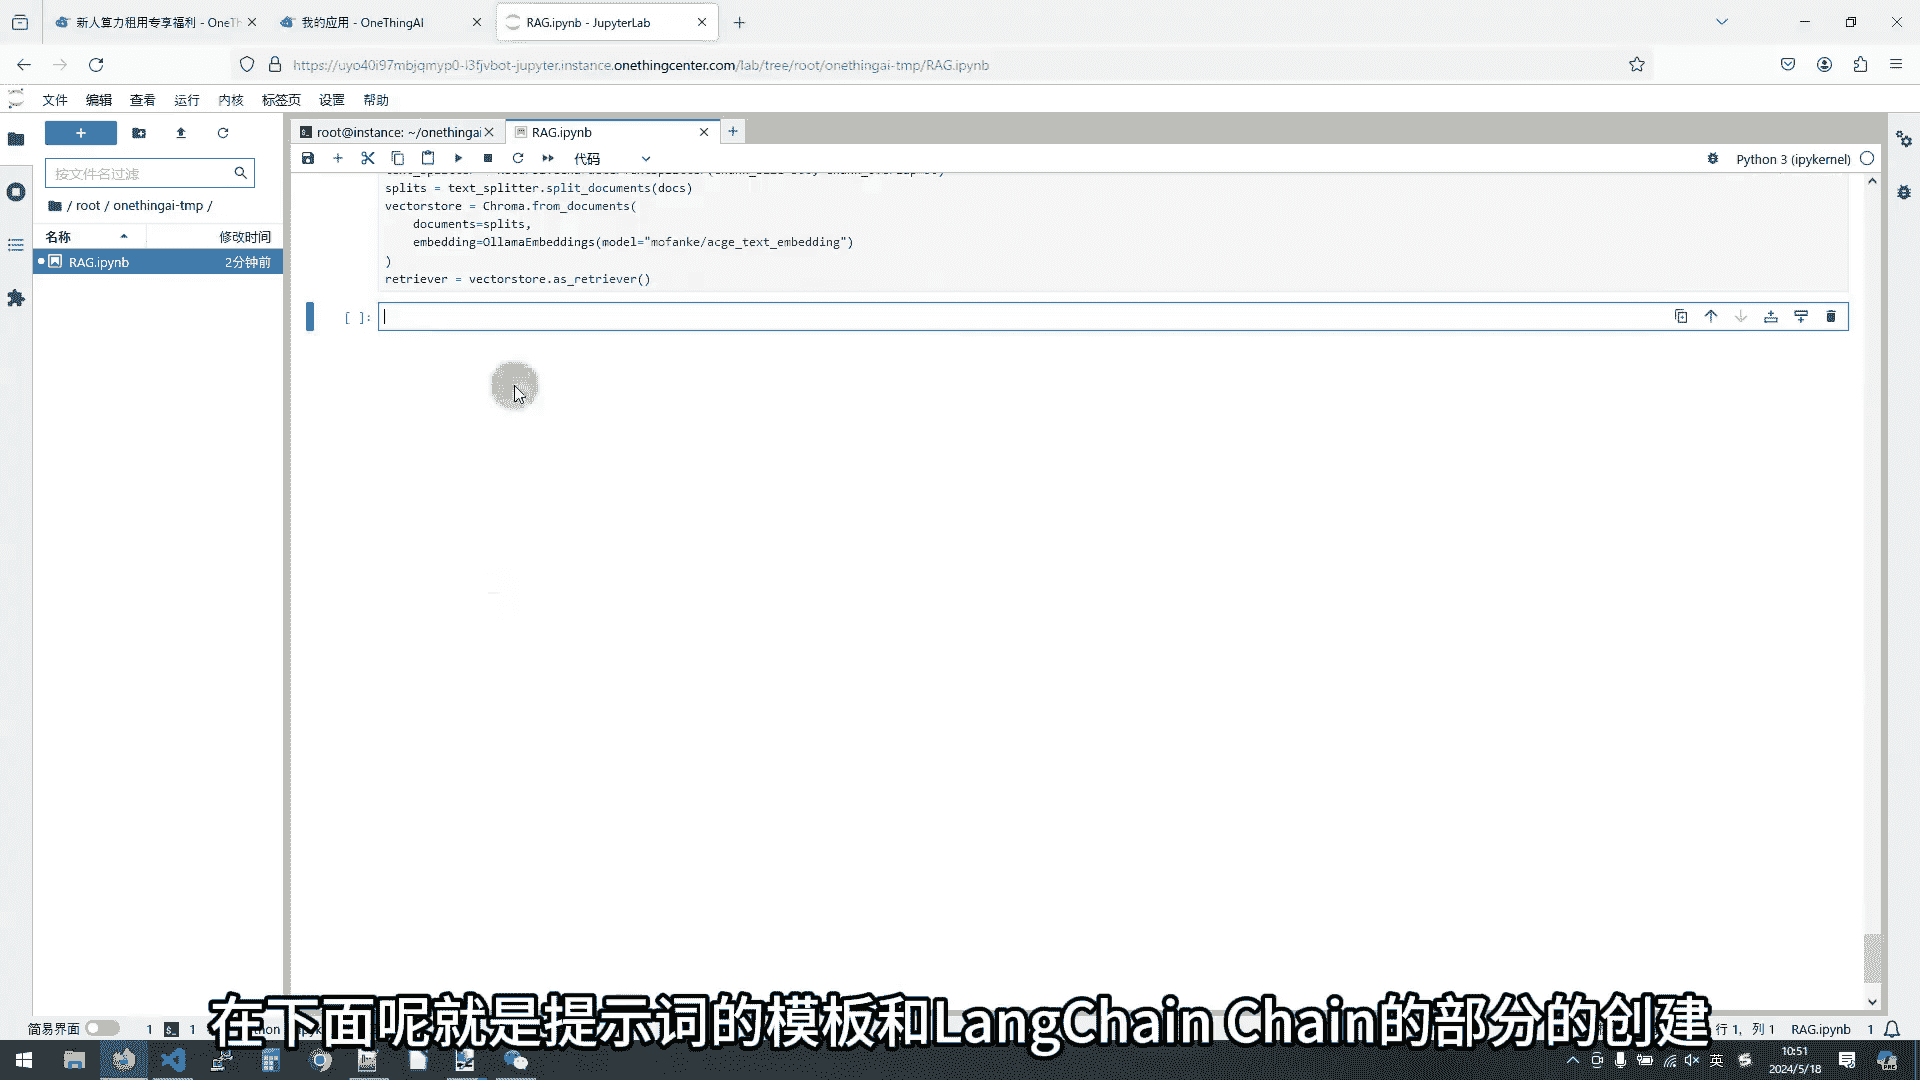 新人算力租用专享福利 - OneTh
我的应用 - OneThingAI
RAG.ipynb - JupyterLab
https://uyo40i97mbjqmyp0-i3fjvbot-jupyter.instance.onethingcenter.com/lab/tree/root/onethingai-tmp/RAG.ipynb
文件 编辑 查看 运行 内核 标签页 设置 帮助
root@instance: ~/onethingai
RAG.ipynb
按文件名过滤
代码
Python 3 (ipykernel)
/ root / onethingai-tmp /
名称 修改时间
RAG.ipynb 2分钟前
splits = text_splitter.split_documents(docs)
vectorstore = Chroma.from_documents(
documents=splits,
embedding=OllamaEmbeddings(model="mofanke/acge_text_embedding")
)
retriever = vectorstore.as_retriever()
[ ]:
在下面呢就是提示词的模板和LangChain Chain的部分的创建
简易界面 1 1
行 1, 列 1 RAG.ipynb 1
英
10:51
2024/5/18